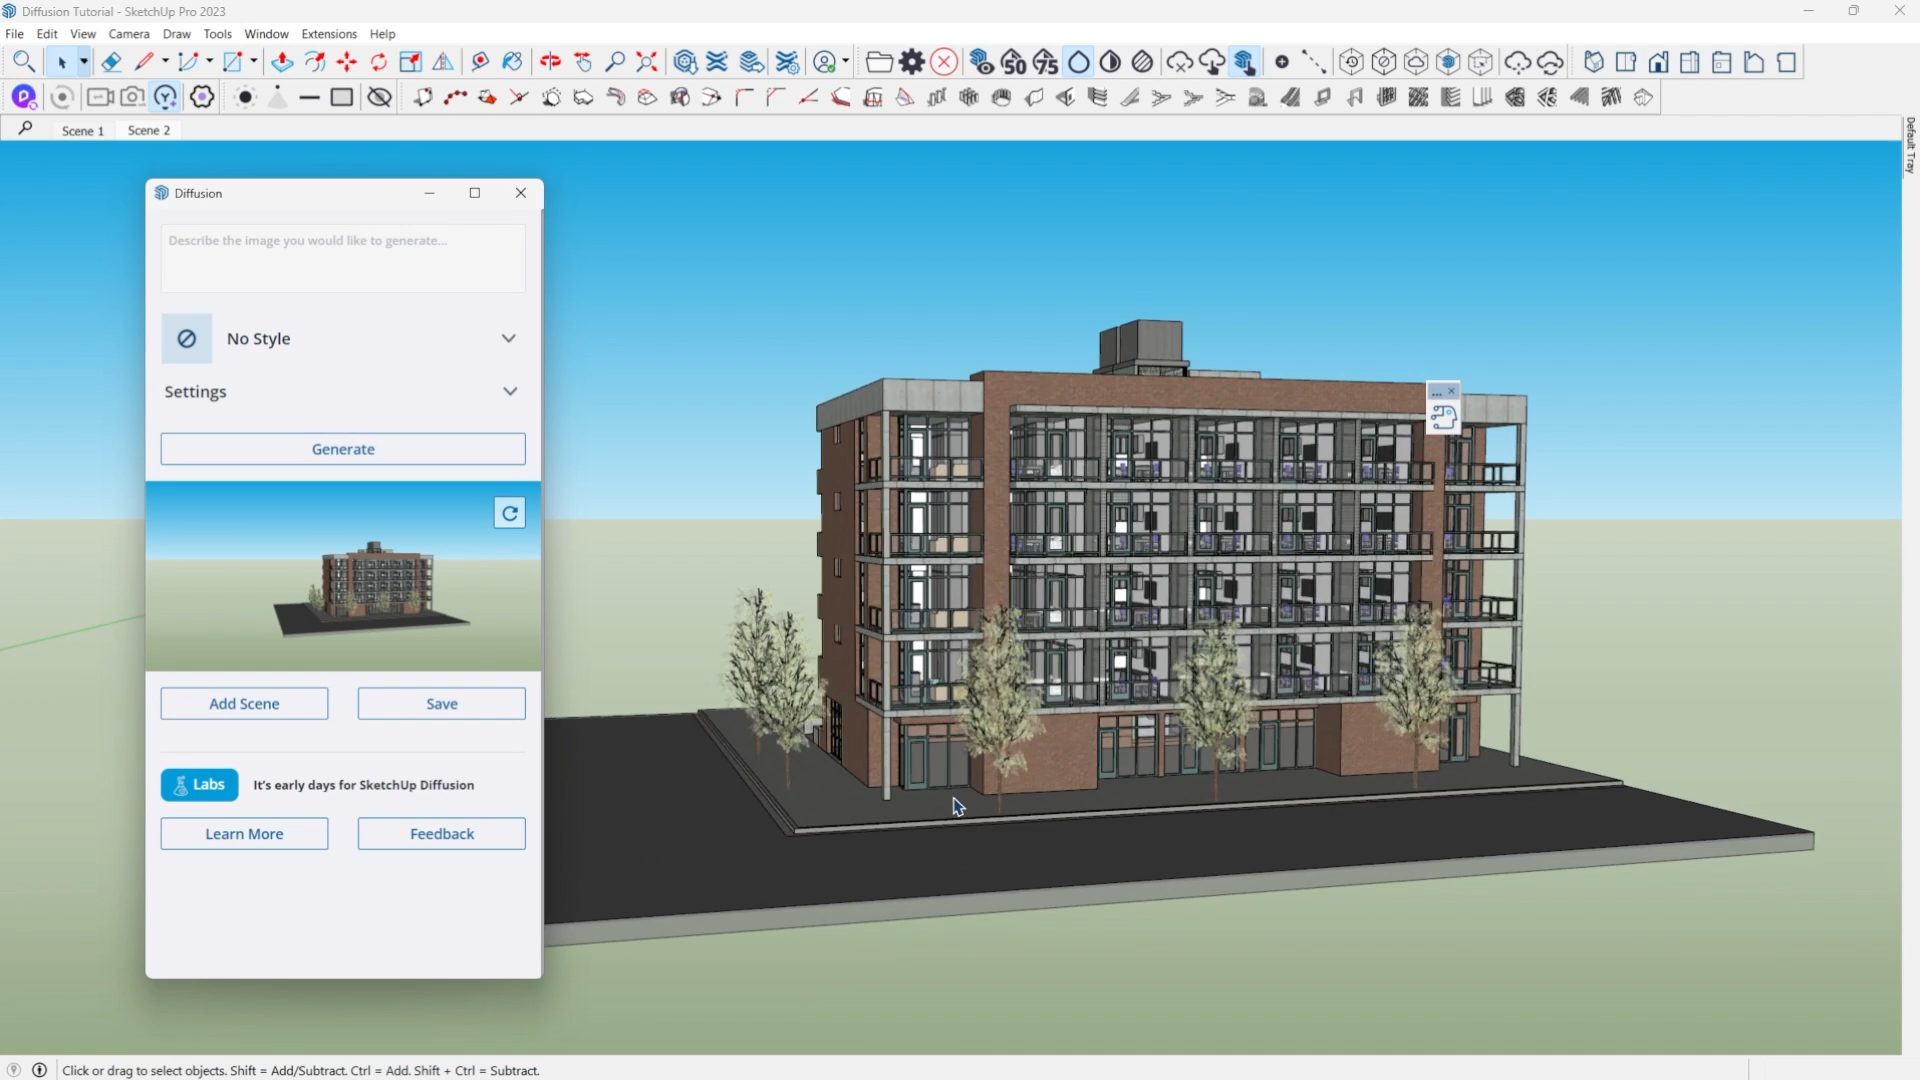 Diffusion Tutorial - SketchUp Pro 2023
File Edit View Camera Draw Tools Window Extensions Help
50 75
Scene 1 Scene 2
Default Tray
Diffusion
Describe the image you would like to generate...
No Style
Settings
Generate
Add Scene Save
Labs It's early days for SketchUp Diffusion
Learn More Feedback
Click or drag to select objects. Shift = Add/Subtract. Ctrl = Add. Shift + Ctrl = Subtract.